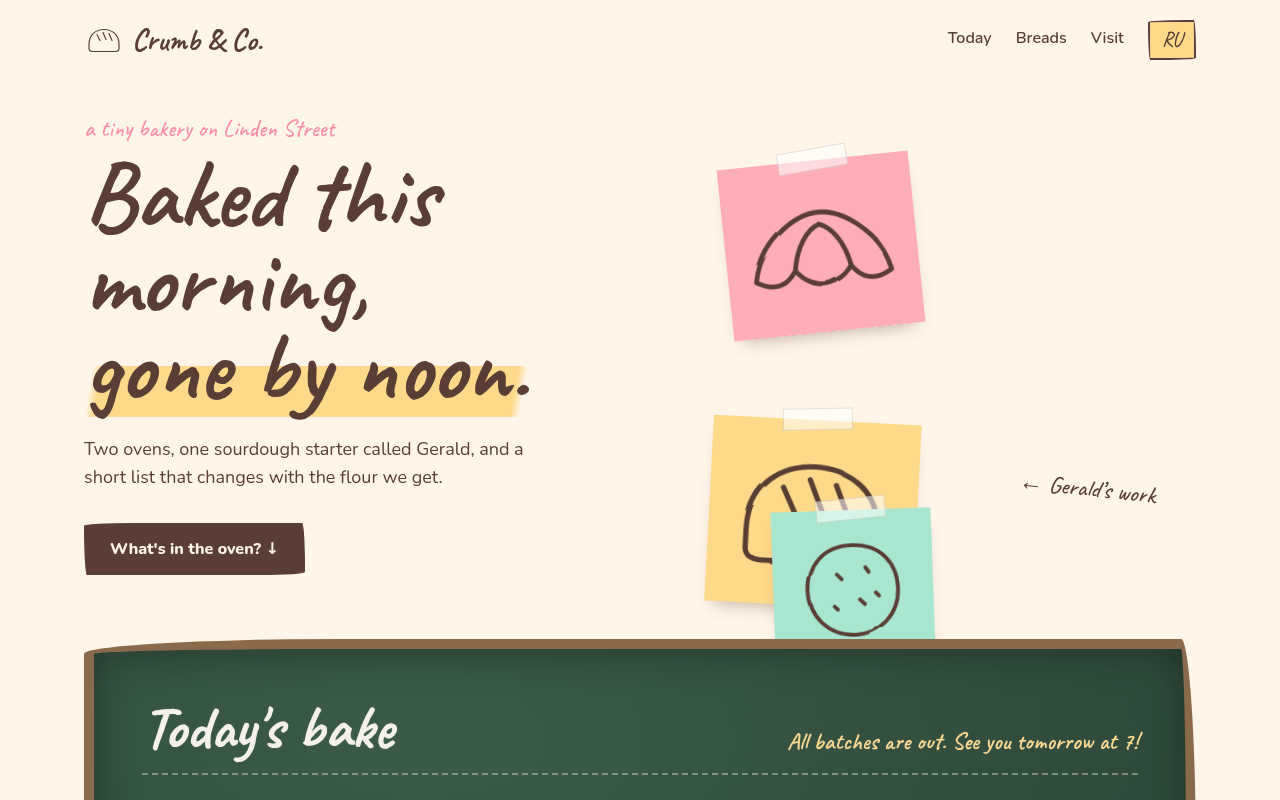 Crumb & Co.
Today Breads Visit RU
a tiny bakery on Linden Street
Baked this
morning,
gone by noon.
Two ovens, one sourdough starter called Gerald, and a
short list that changes with the flour we get.
What's in the oven? ↓
← Gerald's work
Today's bake
All batches are out. See you tomorrow at 7!